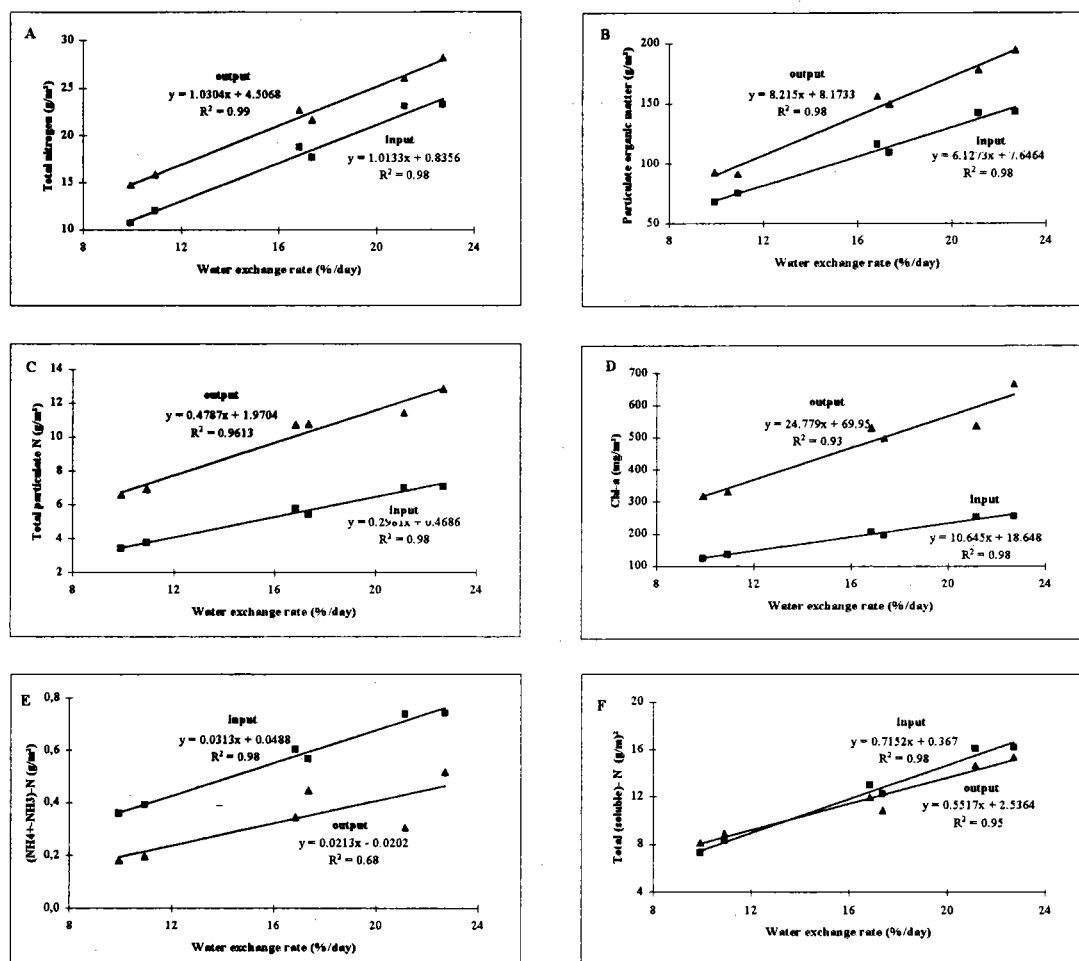 A
30
25
20
15
10
Total nitrogen (g/m²)
output
y = 1.0304x + 4.5068
R² = 0.99
input
y = 1.0133x + 0.8356
R² = 0.98
8 12 16 20 24
Water exchange rate (%/day)
B
200
150
100
50
Particulate organic matter (g/m²)
output
y = 8.215x + 8.1733
R² = 0.98
input
y = 6.1273x + 7.6464
R² = 0.98
8 12 16 20 24
Water exchange rate (%/day)
C
14
12
10
8
6
4
2
Total particulate N (g/m²)
output
y = 0.4787x + 1.9704
R² = 0.9613
input
y = 0.2981x + 0.4686
R² = 0.98
8 12 16 20 24
Water exchange rate (%/day)
D
700
600
500
400
300
200
100
Chl-a (mg/m²)
output
y = 24.779x + 69.95
R² = 0.93
input
y = 10.645x + 18.648
R² = 0.98
8 12 16 20 24
Water exchange rate (%/day)
E
0,8
0,6
0,4
0,2
0,0
(NH4+-NH3)-N (g/m²)
input
y = 0.0313x + 0.0488
R² = 0.98
output
y = 0.0213x - 0.0202
R² = 0.68
8 12 16 20 24
Water exchange rate (%/day)
F
20
16
12
8
4
Total (soluble)- N (g/m)²
input
y = 0.7152x + 0.367
R² = 0.98
output
y = 0.5517x + 2.5364
R² = 0.95
8 12 16 20 24
Water exchange rate (%/day)